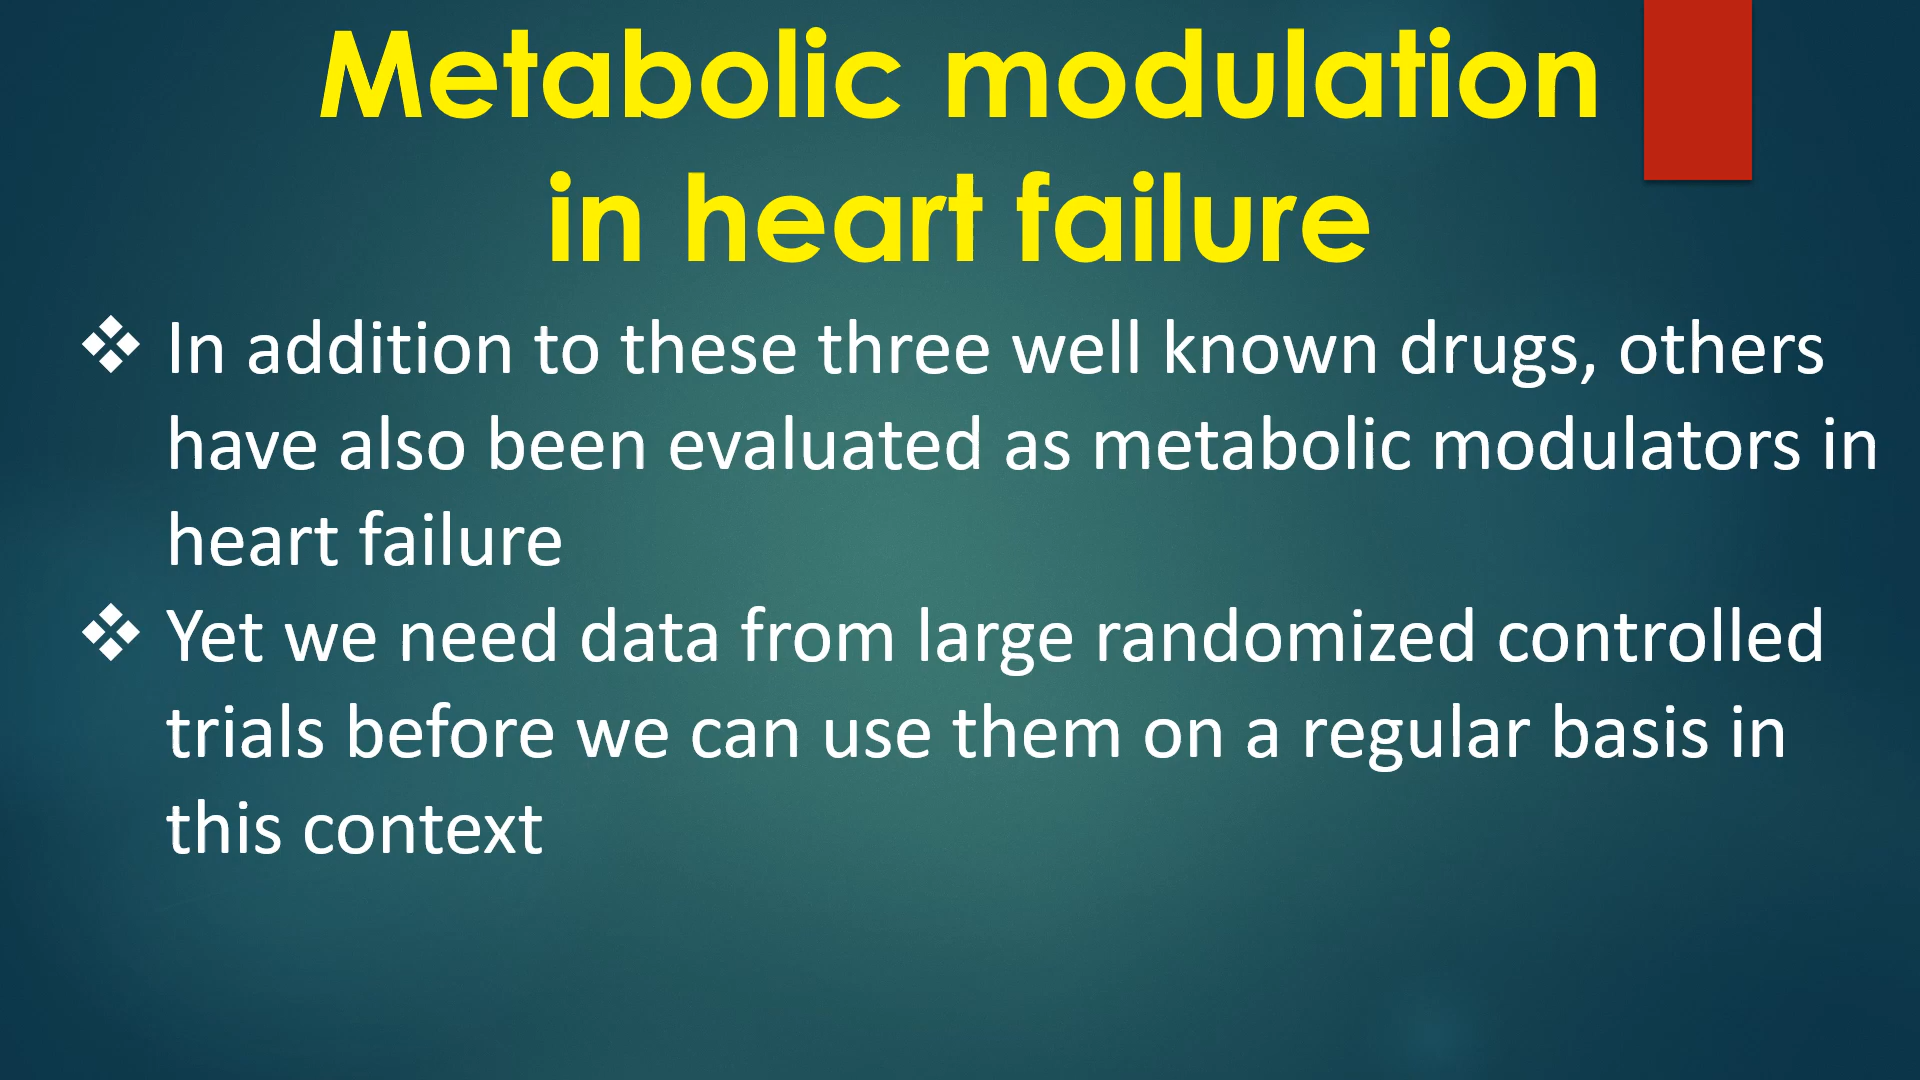 Metabolic modulation
in heart failure
❖ In addition to these three well known drugs, others
have also been evaluated as metabolic modulators in
heart failure
❖ Yet we need data from large randomized controlled
trials before we can use them on a regular basis in
this context